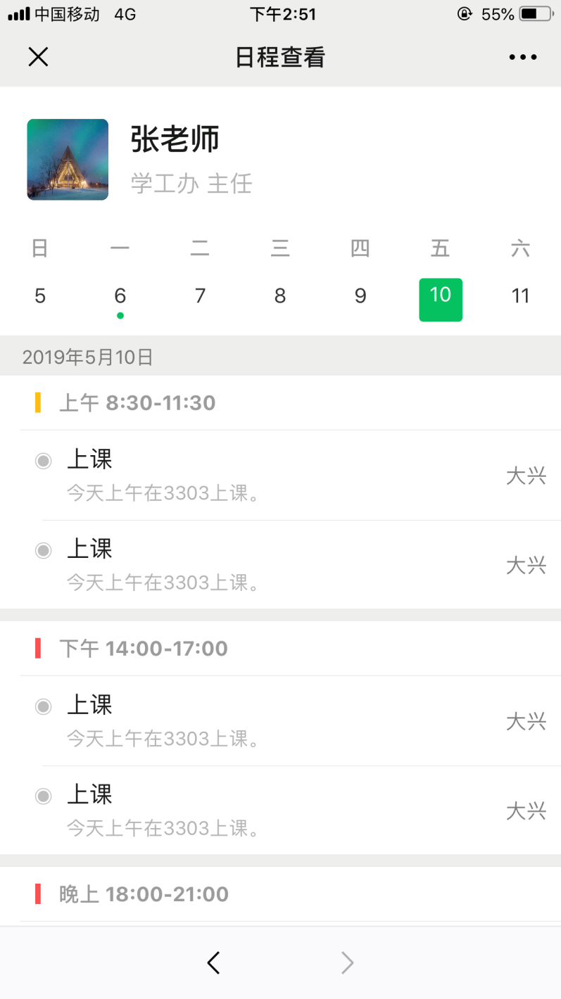 中国移动 4G 下午2:51 55%
日程查看
张老师
学工办 主任
日 一 二 三 四 五 六
5 6 7 8 9 10 11
2019年5月10日
上午 8:30-11:30
上课
今天上午在3303上课。
大兴
上课
今天上午在3303上课。
大兴
下午 14:00-17:00
上课
今天上午在3303上课。
大兴
上课
今天上午在3303上课。
大兴
晚上 18:00-21:00